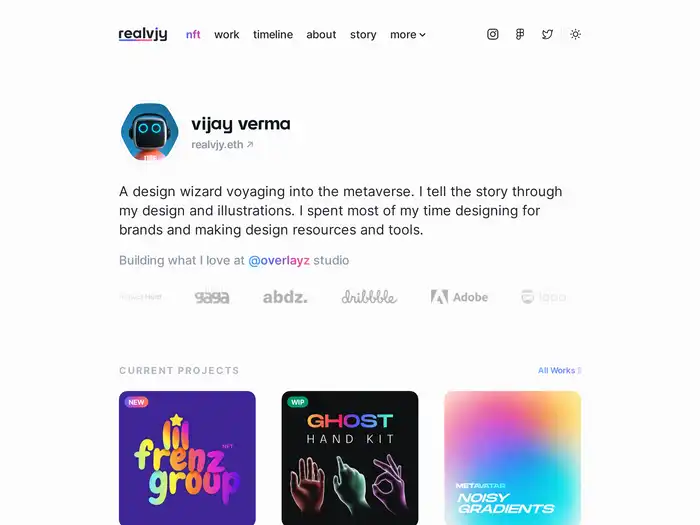 realvjy nft work timeline about story more
vijay verma
realvjy.eth ↗
A design wizard voyaging into the metaverse. I tell the story through
my design and illustrations. I spent most of my time designing for
brands and making design resources and tools.
Building what I love at @overlayz studio
gaga abdz. dribbble Adobe
CURRENT PROJECTS All Works
NEW
lil
frenz
NFT
group
WIP
GHOST
HAND KIT
METAVATAR
NOISY
GRADIENTS